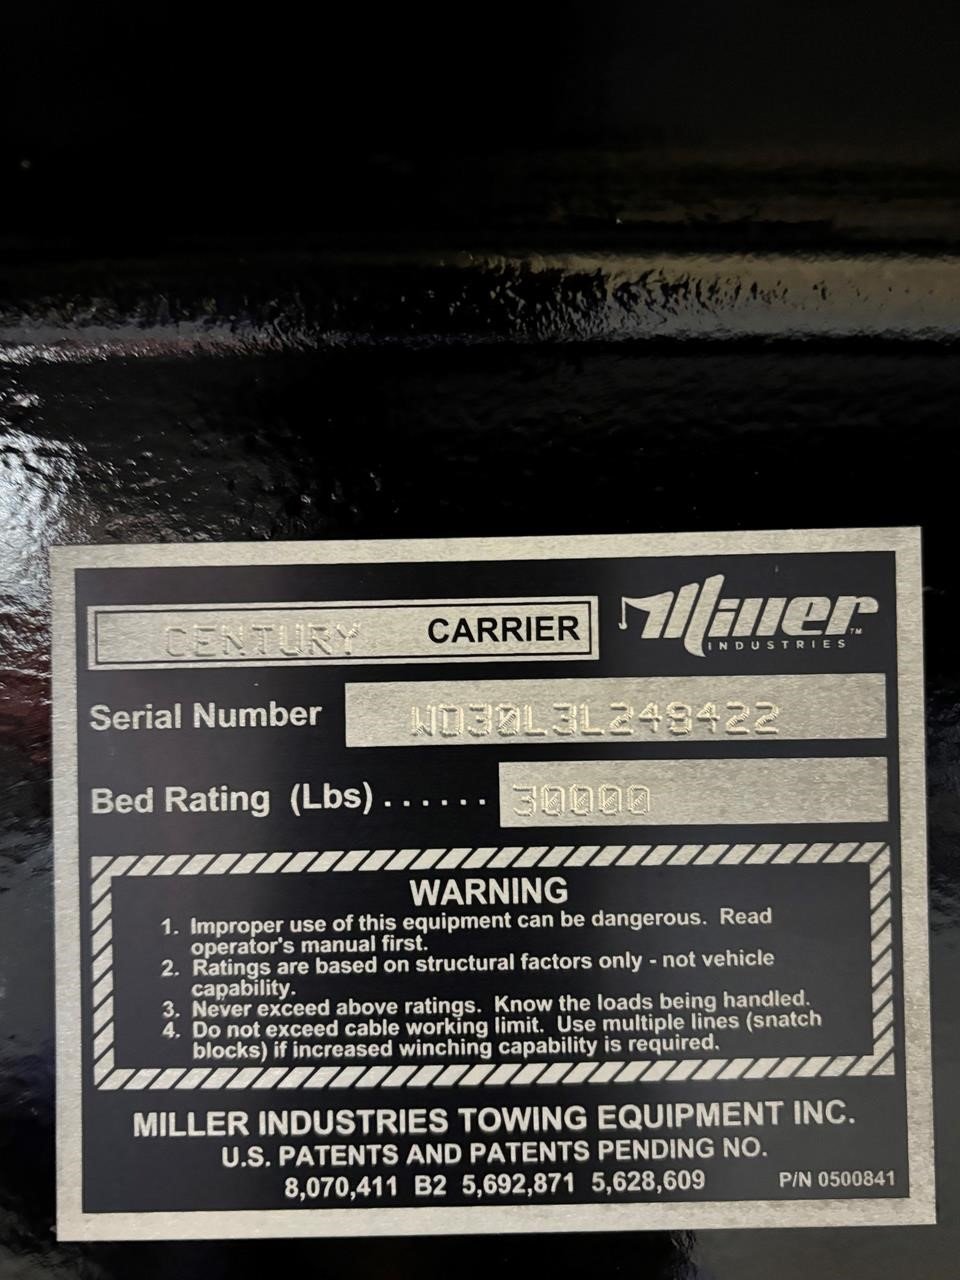 CENTURY CARRIER
Miller™
INDUSTRIES
Serial Number WD30L3L248422
Bed Rating (Lbs) ...... 30000
WARNING
1. Improper use of this equipment can be dangerous. Read
operator's manual first.
2. Ratings are based on structural factors only - not vehicle
capability.
3. Never exceed above ratings. Know the loads being handled.
4. Do not exceed cable working limit. Use multiple lines (snatch
blocks) if increased winching capability is required.
MILLER INDUSTRIES TOWING EQUIPMENT INC.
U.S. PATENTS AND PATENTS PENDING NO.
8,070,411 B2 5,692,871 5,628,609
P/N 0500841